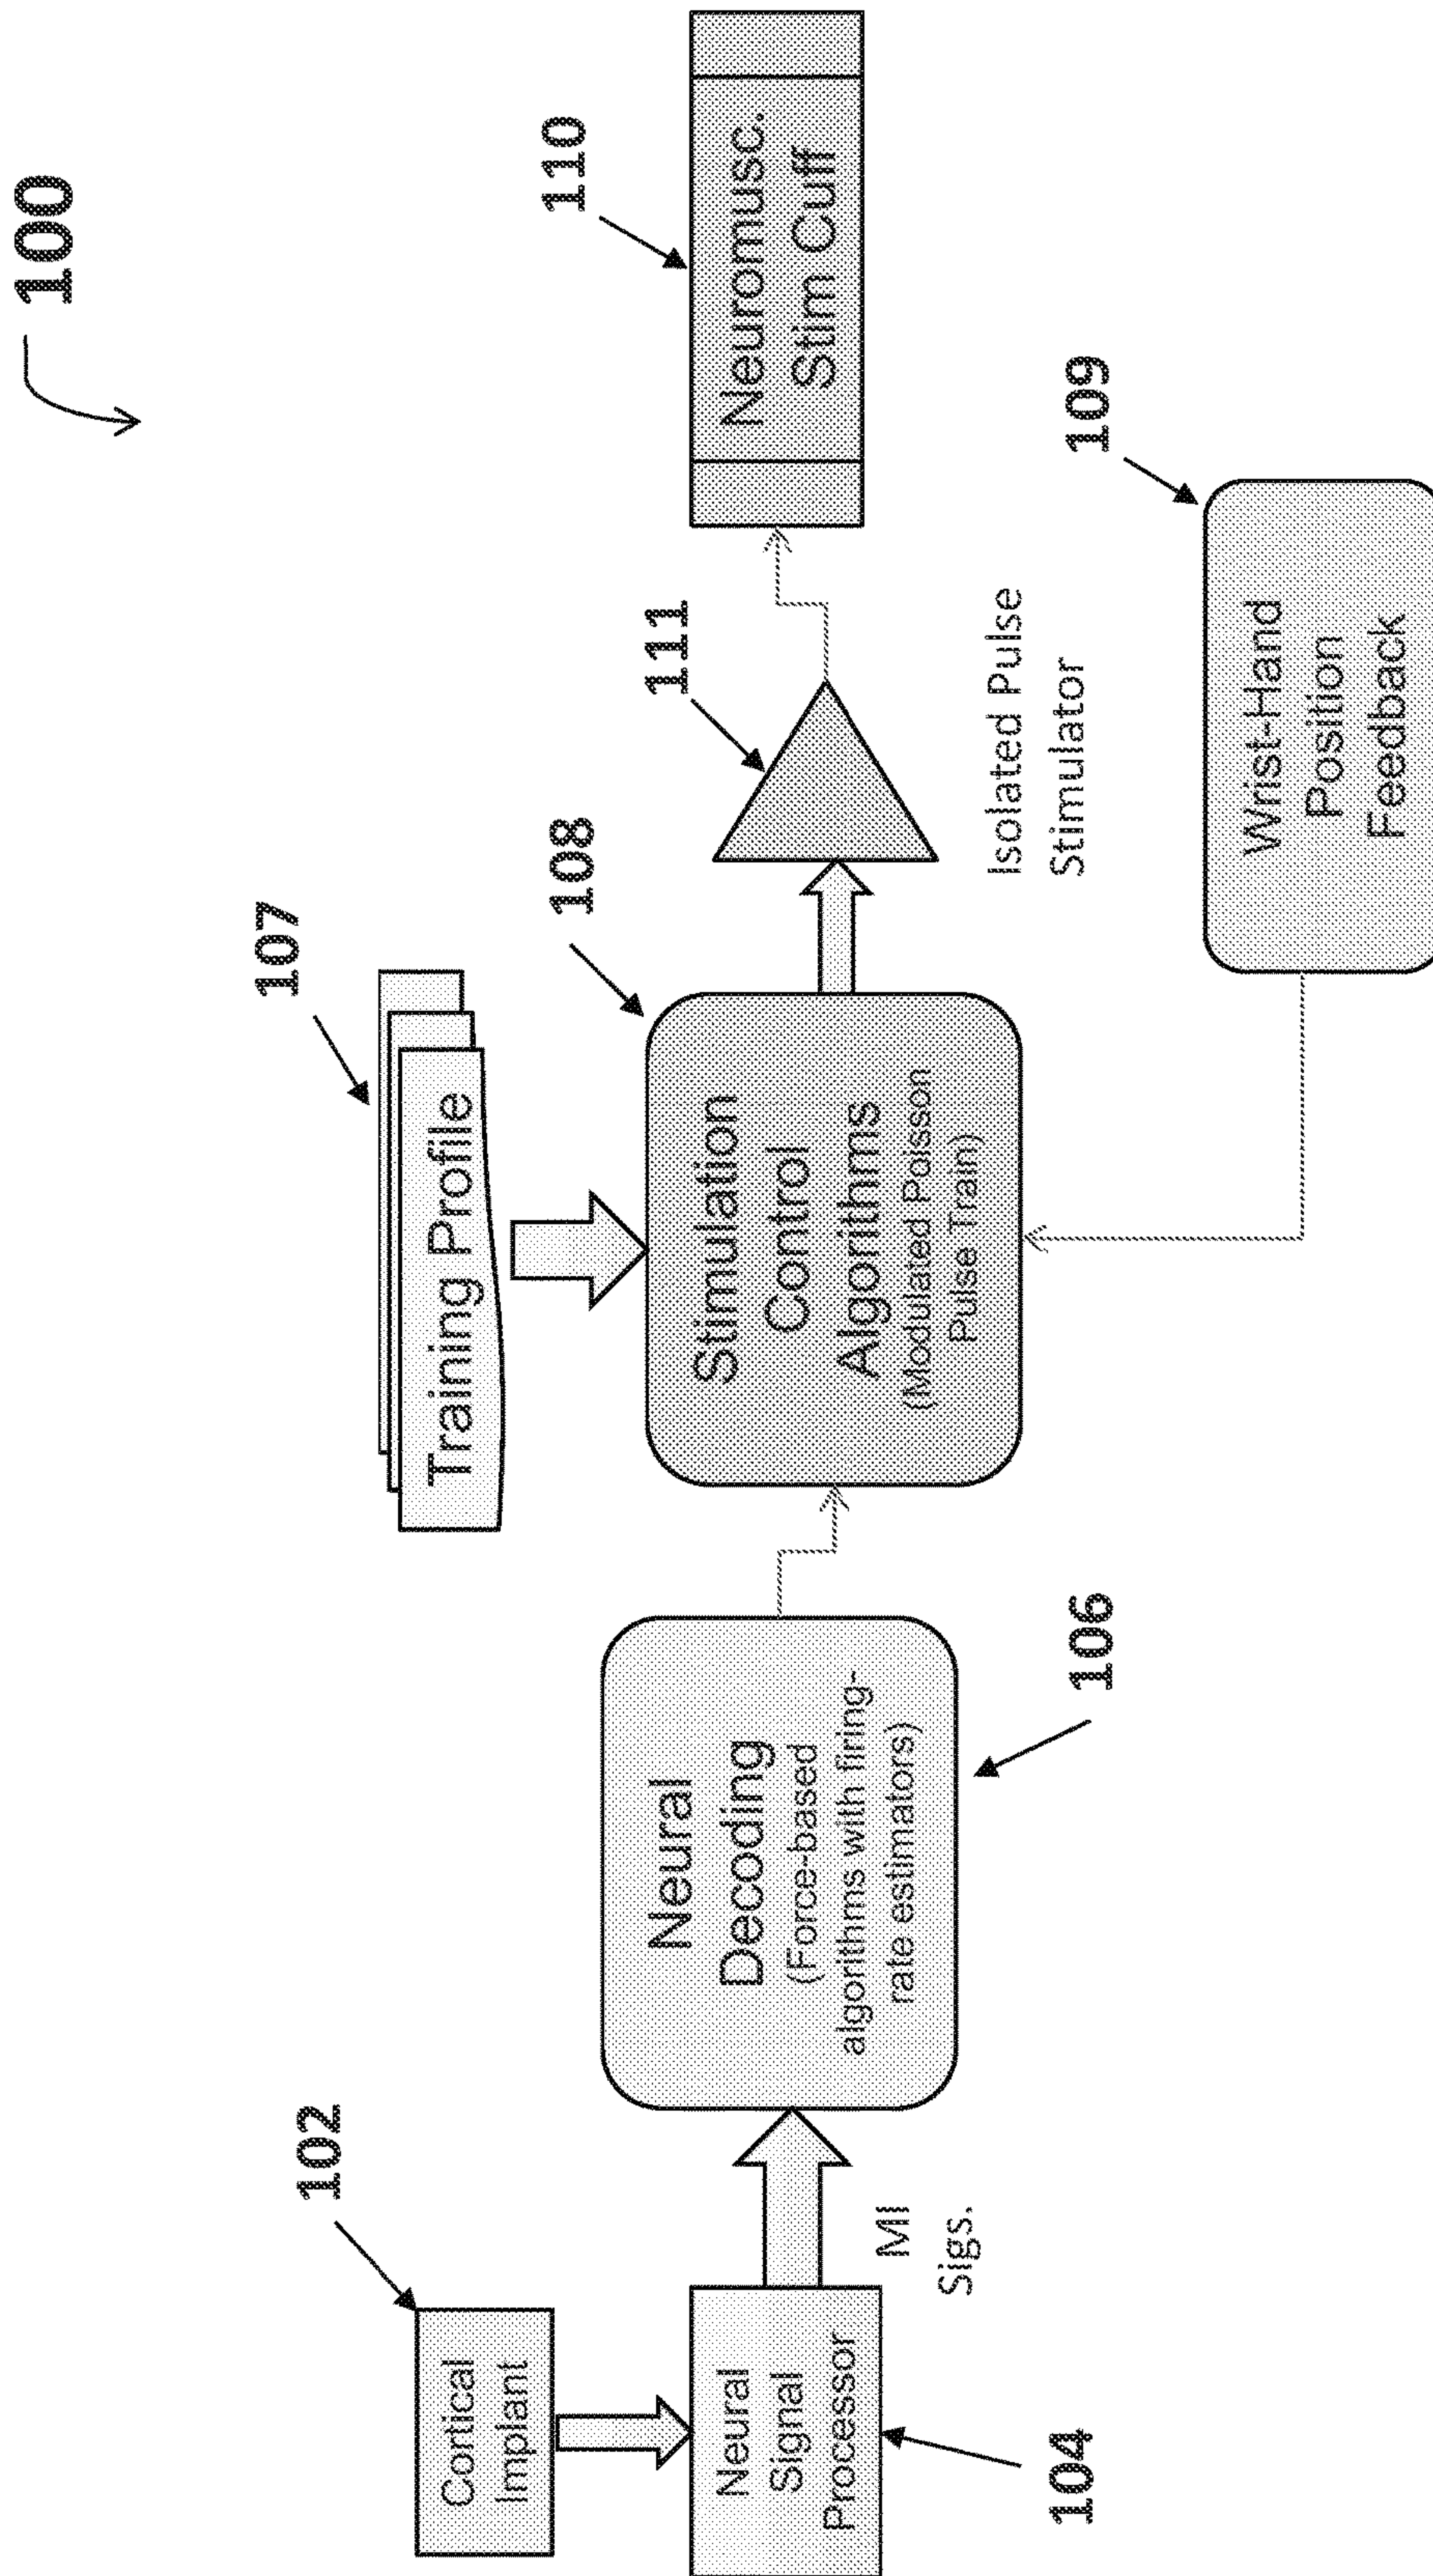 100
102
Cortical
Implant
Neural
Signal
Processor
104
MI
Sigs.
Neural
Decoding
(Force-based
algorithms with firing-
rate estimators)
106
107
Training Profile
108
Stimulation
Control
Algorithms
(Modulated Poisson
Pulse Train)
111
Isolated Pulse
Stimulator
110
Neuromusc.
Stim Cuff
109
Wrist-Hand
Position
Feedback